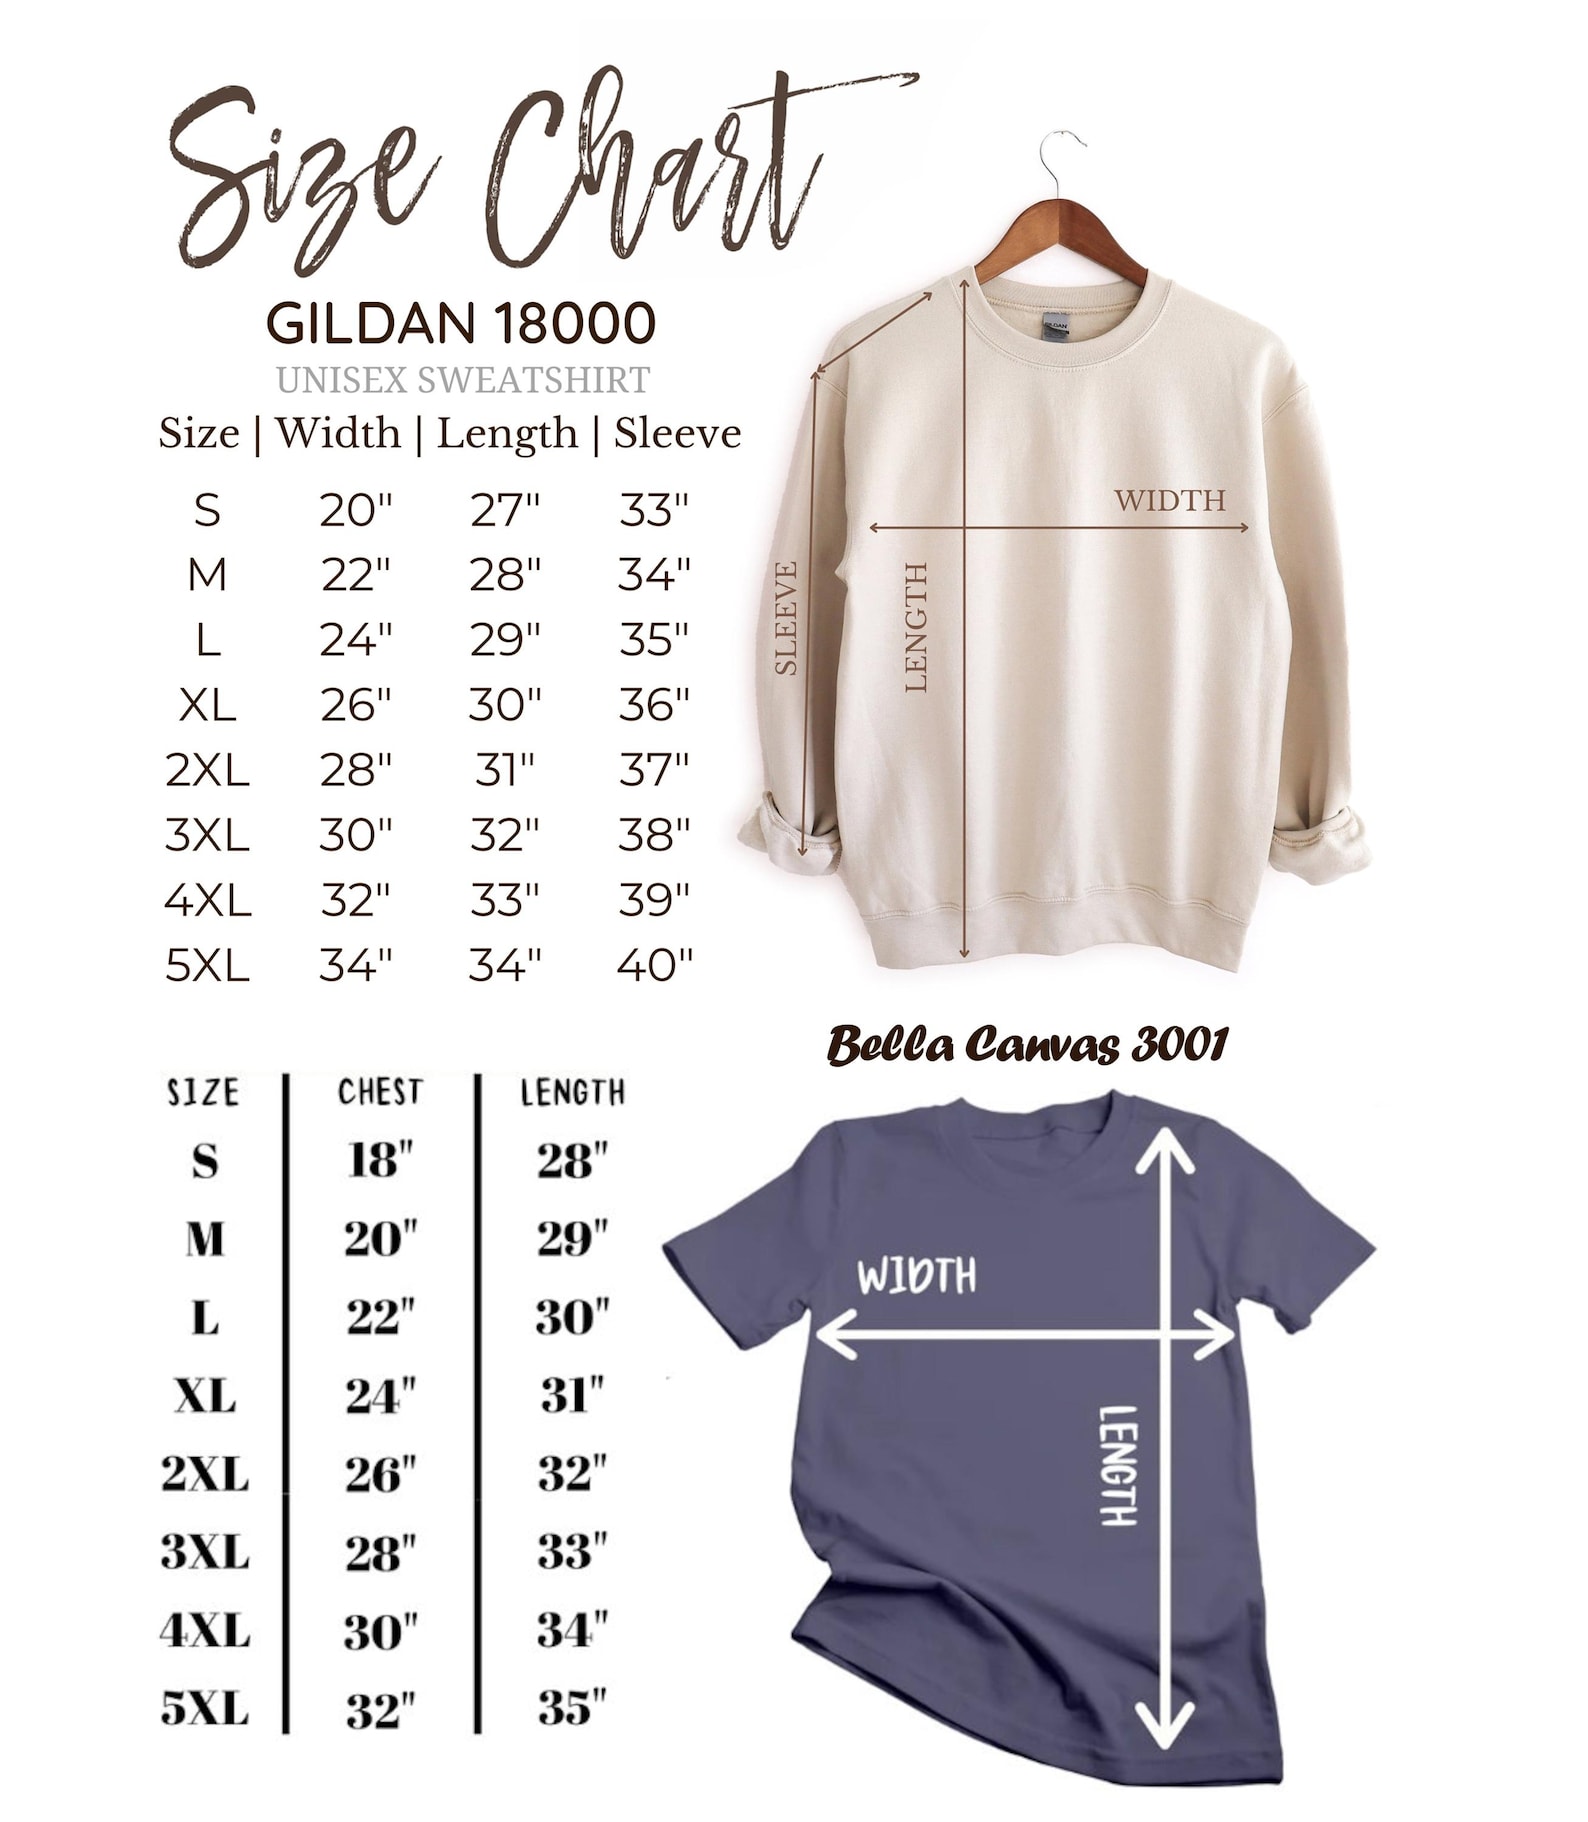 Size Chart
GILDAN 18000
UNISEX SWEATSHIRT
Size | Width | Length | Sleeve
S 20" 27" 33"
M 22" 28" 34"
L 24" 29" 35"
XL 26" 30" 36"
2XL 28" 31" 37"
3XL 30" 32" 38"
4XL 32" 33" 39"
5XL 34" 34" 40"
GILDAN
WIDTH
LENGTH
SLEEVE
Bella Canvas 3001
SIZE CHEST LENGTH
S 18" 28"
M 20" 29"
L 22" 30"
XL 24" 31"
2XL 26" 32"
3XL 28" 33"
4XL 30" 34"
5XL 32" 35"
WIDTH
LENGTH